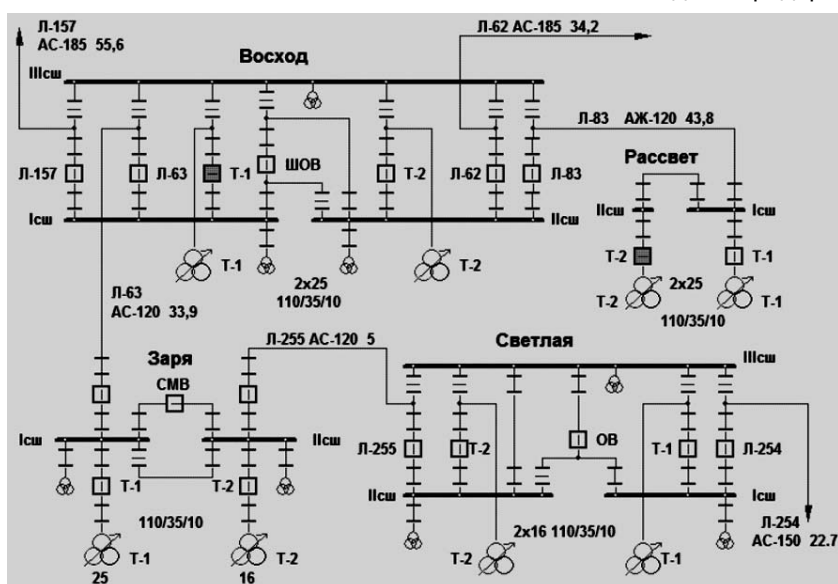 Л-157
АС-185 55,6
Л-62 АС-185 34,2
Восход
IIIсш
Л-83 АЖ-120 43,8
Рассвет
Л-157
Л-63
Т-1
ШОВ
Т-2
Л-62
Л-83
IIсш
Iсш
Iсш
IIсш
Т-2
Т-1
Т-1
2х25
110/35/10
Т-2
Т-2
2х25
Т-1
110/35/10
Л-63
АС-120 33,9
Л-255 АС-120 5
Заря
СМВ
Светлая
IIIсш
Iсш
IIсш
Л-255
Т-2
ОВ
Т-1
Л-254
Т-1
Т-2
IIсш
Iсш
110/35/10
2х16 110/35/10
Л-254
АС-150 22.7
Т-1
Т-2
Т-2
Т-1
25
16